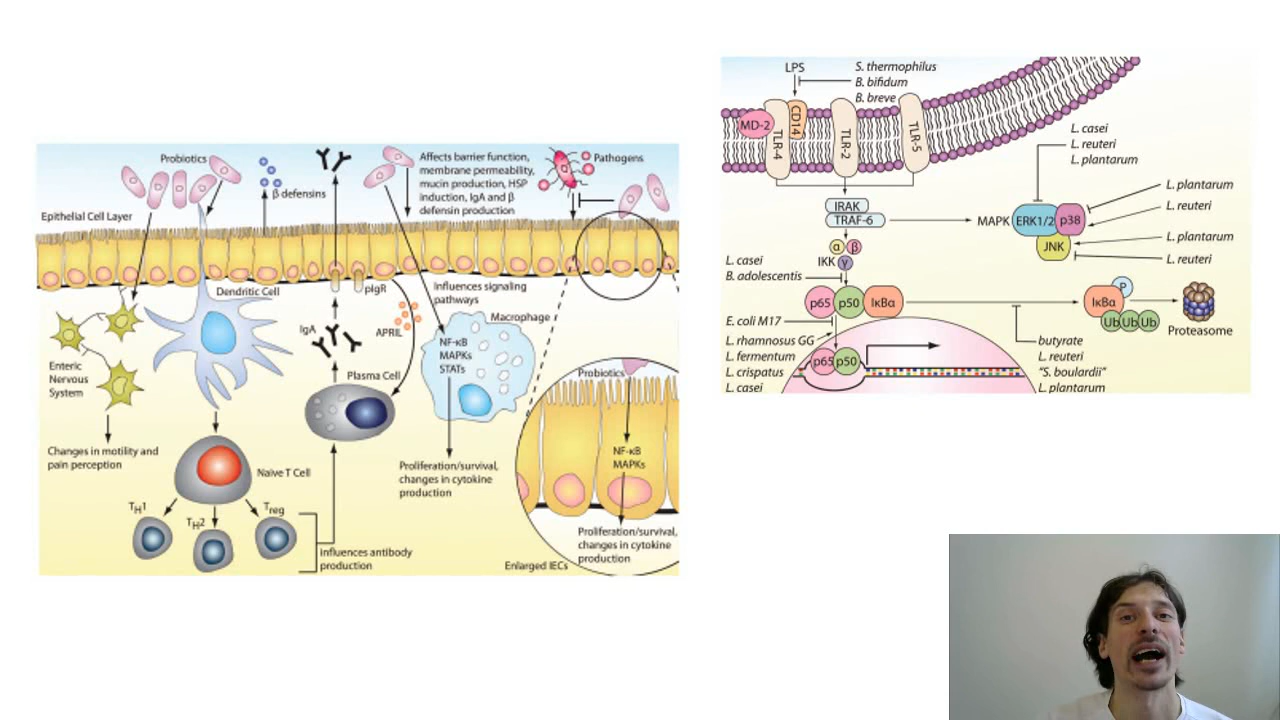 Probiotics
β defensins
Affects barrier function,
membrane permeability,
mucin production, HSP
induction, IgA and β
defensin production
Pathogens
Epithelial Cell Layer
Dendritic Cell
pIgR
Influences signaling
pathways
APRIL
IgA
Macrophage
NF-κB
MAPKs
STATs
Enteric
Nervous
System
Plasma Cell
Probiotics
Changes in motility and
pain perception
Naïve T Cell
Proliferation/survival,
changes in cytokine
production
NF-κB
MAPKs
TH1
TH2
Treg
Influences antibody
production
Proliferation/survival,
changes in cytokine
production
Enlarged IECs
LPS
S. thermophilus
B. bifidum
B. breve
MD-2
CD14
TLR-4
TLR-2
TLR-5
L. casei
L. reuteri
L. plantarum
L. plantarum
L. reuteri
IRAK
TRAF-6
MAPK
ERK1/2
p38
JNK
L. plantarum
L. reuteri
α
β
IKK
γ
L. casei
B. adolescentis
p65
p50
IκBα
IκBα
P
Ub
Ub
Ub
Proteasome
E. coli M17
L. rhamnosus GG
L. fermentum
L. crispatus
L. casei
p65
p50
butyrate
L. reuteri
"S. boulardii"
L. plantarum